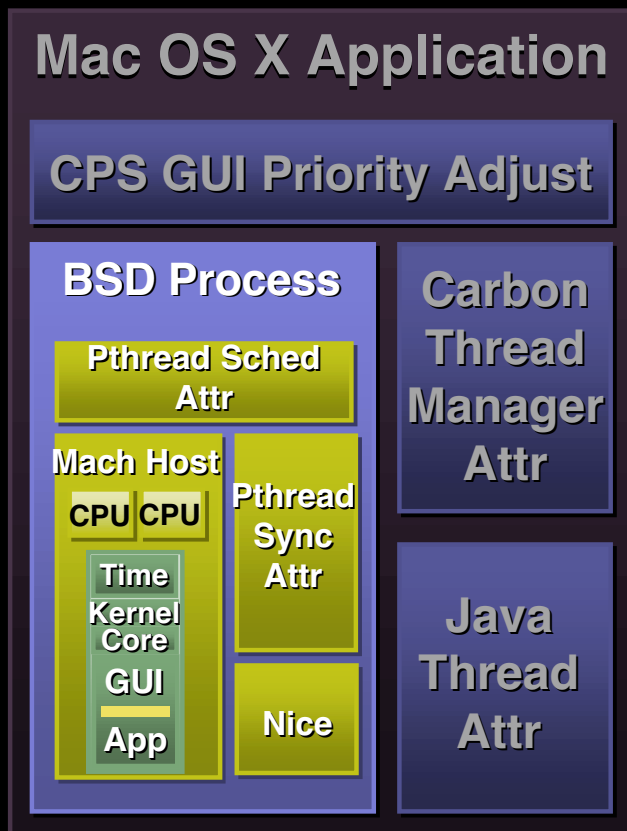 Mac OS X Application
CPS GUI Priority Adjust
BSD Process
Pthread Sched
Attr
Mach Host
CPU
CPU
Time
Kernel
Core
GUI
App
Pthread
Sync
Attr
Nice
Carbon
Thread
Manager
Attr
Java
Thread
Attr